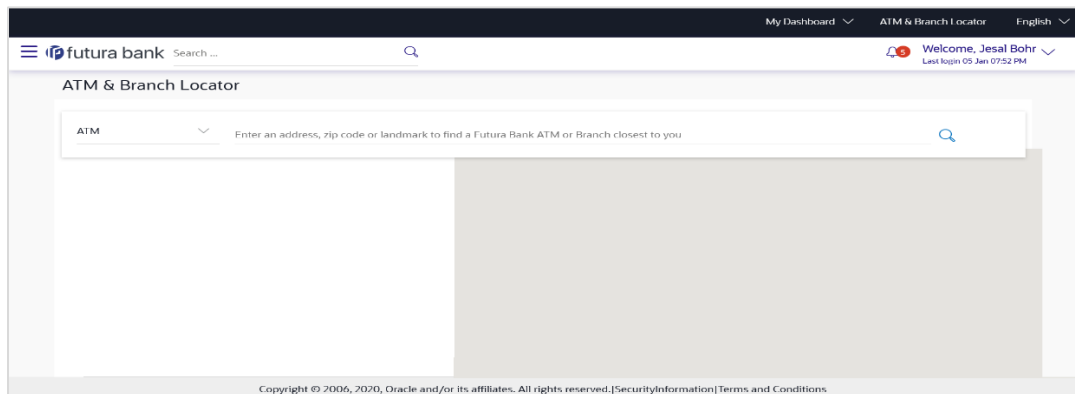 My Dashboard ATM & Branch Locator English
futura bank Search ... 5 Welcome, Jesal Bohr
Last login 05 Jan 07:52 PM
ATM & Branch Locator
ATM Enter an address, zip code or landmark to find a Futura Bank ATM or Branch closest to you
Copyright © 2006, 2020, Oracle and/or its affiliates. All rights reserved.|SecurityInformation|Terms and Conditions